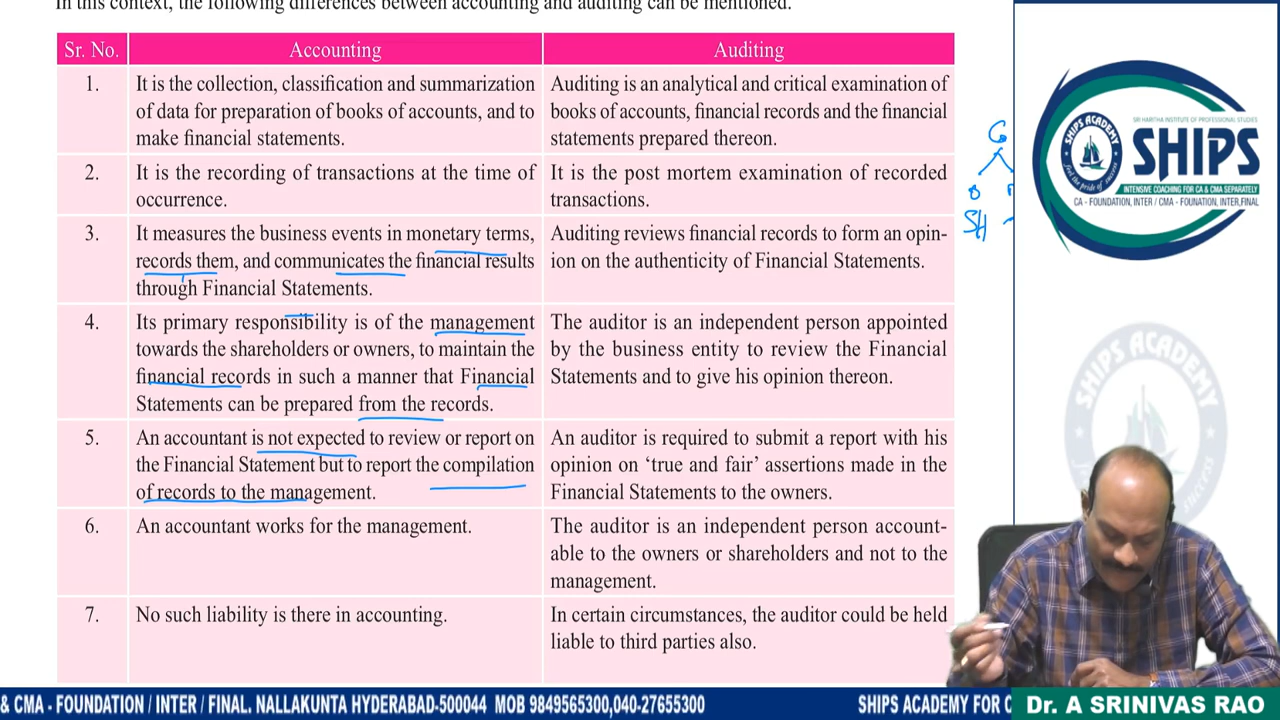 In this context, the following differences between accounting and auditing can be mentioned.
Sr. No. Accounting Auditing
1. It is the collection, classification and summarization of data for preparation of books of accounts, and to make financial statements. Auditing is an analytical and critical examination of books of accounts, financial records and the financial statements prepared thereon.
2. It is the recording of transactions at the time of occurrence. It is the post mortem examination of recorded transactions.
3. It measures the business events in monetary terms, records them, and communicates the financial results through Financial Statements. Auditing reviews financial records to form an opin-ion on the authenticity of Financial Statements.
4. Its primary responsibility is of the management towards the shareholders or owners, to maintain the financial records in such a manner that Financial Statements can be prepared from the records. The auditor is an independent person appointed by the business entity to review the Financial Statements and to give his opinion thereon.
5. An accountant is not expected to review or report on the Financial Statement but to report the compilation of records to the management. An auditor is required to submit a report with his opinion on ‘true and fair’ assertions made in the Financial Statements to the owners.
6. An accountant works for the management. The auditor is an independent person account-able to the owners or shareholders and not to the management.
7. No such liability is there in accounting. In certain circumstances, the auditor could be held liable to third parties also.
SH
SRI HARITHA INSTITUTE OF PROFESSIONAL STUDIES
SHIPS ACADEMY
feel the pride of success
SHIPS
INTENSIVE COACHING FOR CA & CMA SEPARATELY
CA - FOUNDATION, INTER / CMA - FOUNATION, INTER,FINAL
SHIPS ACADEMY
& CMA - FOUNDATION / INTER / FINAL. NALLAKUNTA HYDERABAD-500044 MOB 9849565300,040-27655300
SHIPS ACADEMY FOR
Dr. A SRINIVAS RAO